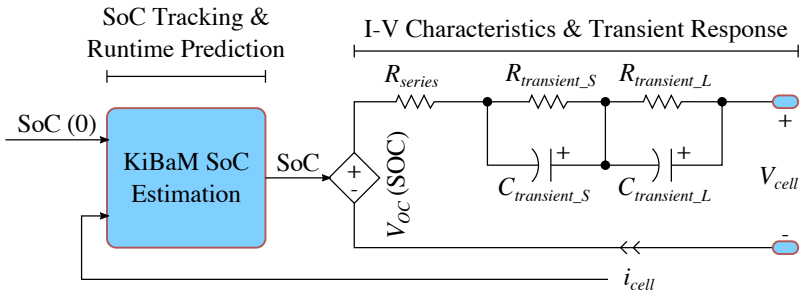 SoC Tracking &
Runtime Prediction
I-V Characteristics & Transient Response
R_series
R_transient_S
R_transient_L
SoC (0)
KiBaM SoC
Estimation
SoC
+
-
V_OC (SOC)
+
C_transient_S
+
C_transient_L
+
V_cell
-
i_cell